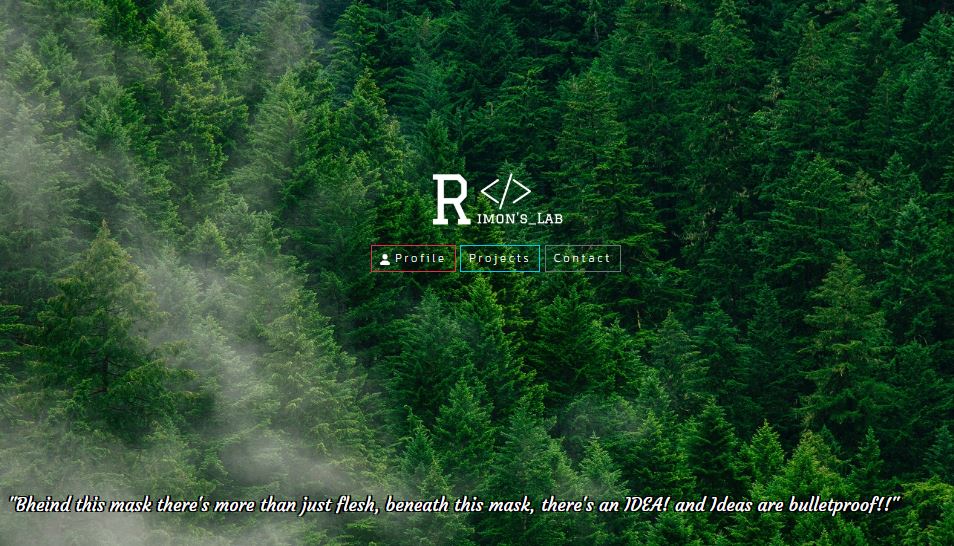 R </>
IMON'S_LAB
Profile Projects Contact
"Bheind this mask there's more than just flesh, beneath this mask, there's an IDEA! and Ideas are bulletproof!!"